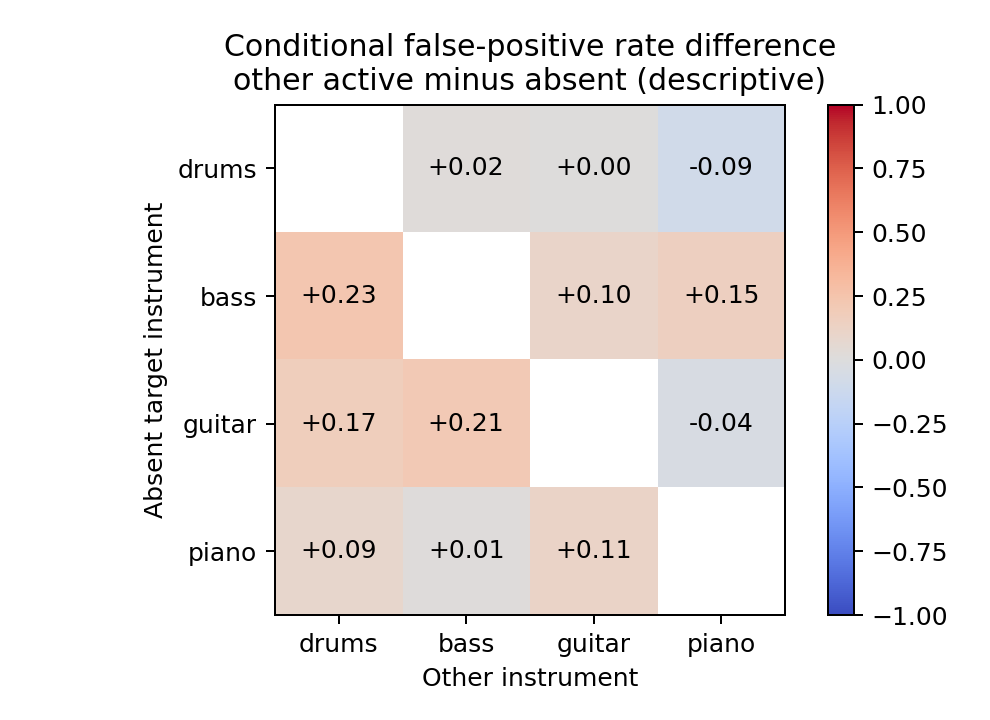 Conditional false-positive rate difference
other active minus absent (descriptive)
drums
+0.02
+0.00
-0.09
bass
+0.23
+0.10
+0.15
guitar
+0.17
+0.21
-0.04
piano
+0.09
+0.01
+0.11
drums
bass
guitar
piano
Other instrument
Absent target instrument
1.00
0.75
0.50
0.25
0.00
−0.25
−0.50
−0.75
−1.00